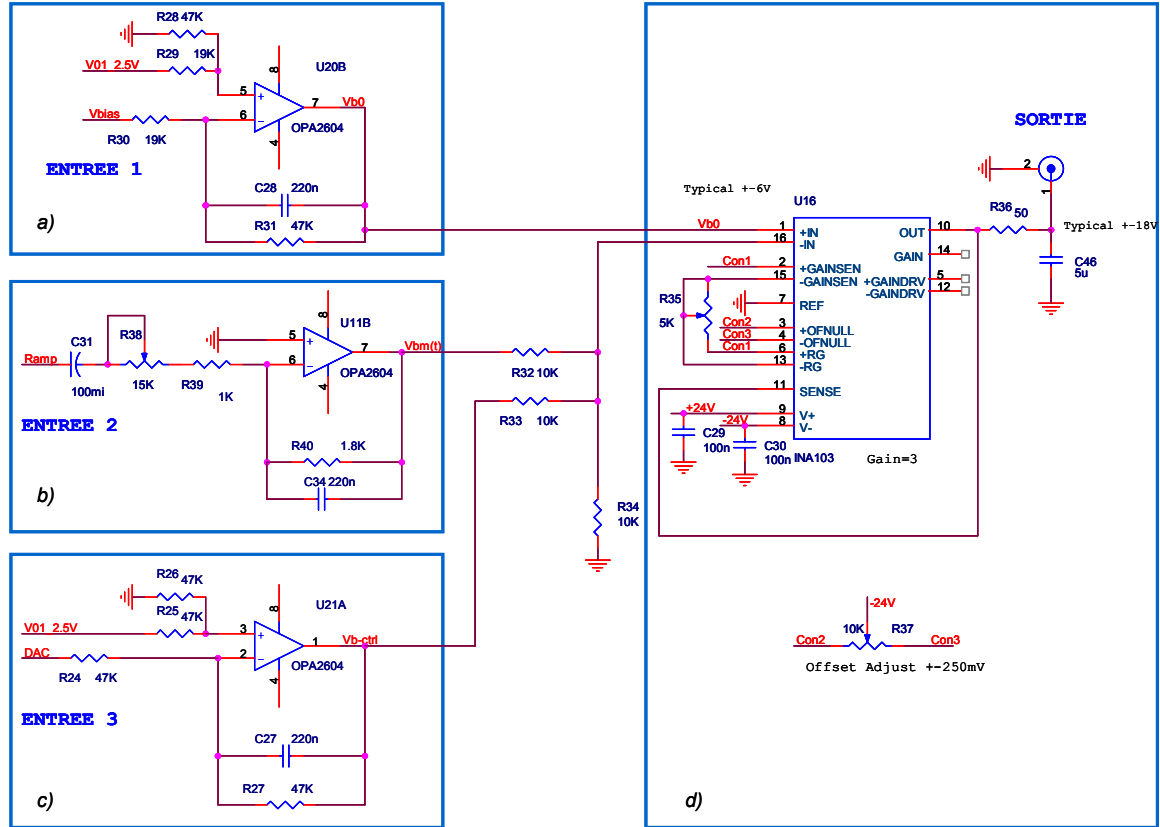 R28 47K
R29 19K
V01 2.5V
Vbias
R30 19K
ENTREE 1
U20B
8
5
+
6
-
7
Vb0
OPA2604
4
C28 220n
R31 47K
a)
Ramp
C31
100mi
R38
15K
R39
1K
ENTREE 2
U11B
8
5
+
6
-
7
Vbm(t)
OPA2604
4
R40 1.8K
C34 220n
b)
R26 47K
R25 47K
V01 2.5V
DAC
R24 47K
ENTREE 3
U21A
8
3
+
2
-
1
Vb-ctrl
OPA2604
4
C27 220n
R27 47K
c)
R32 10K
R33 10K
R34
10K
SORTIE
2
1
Typical +-6V
U16
Vb0
1 +IN
16 -IN
Con1 2 +GAINSEN
15 -GAINSEN
7 REF
Con2 3 +OFNULL
Con3 4 -OFNULL
Con1 6 +RG
13 -RG
11 SENSE
+24V 9 V+
-24V 8 V-
OUT 10
GAIN 14
+GAINDRV 5
-GAINDRV 12
R35
5K
C29
100n
C30
100n
INA103
Gain=3
R36 50
Typical +-18V
C46
5u
-24V
10K R37
Con2
Con3
Offset Adjust +-250mV
d)